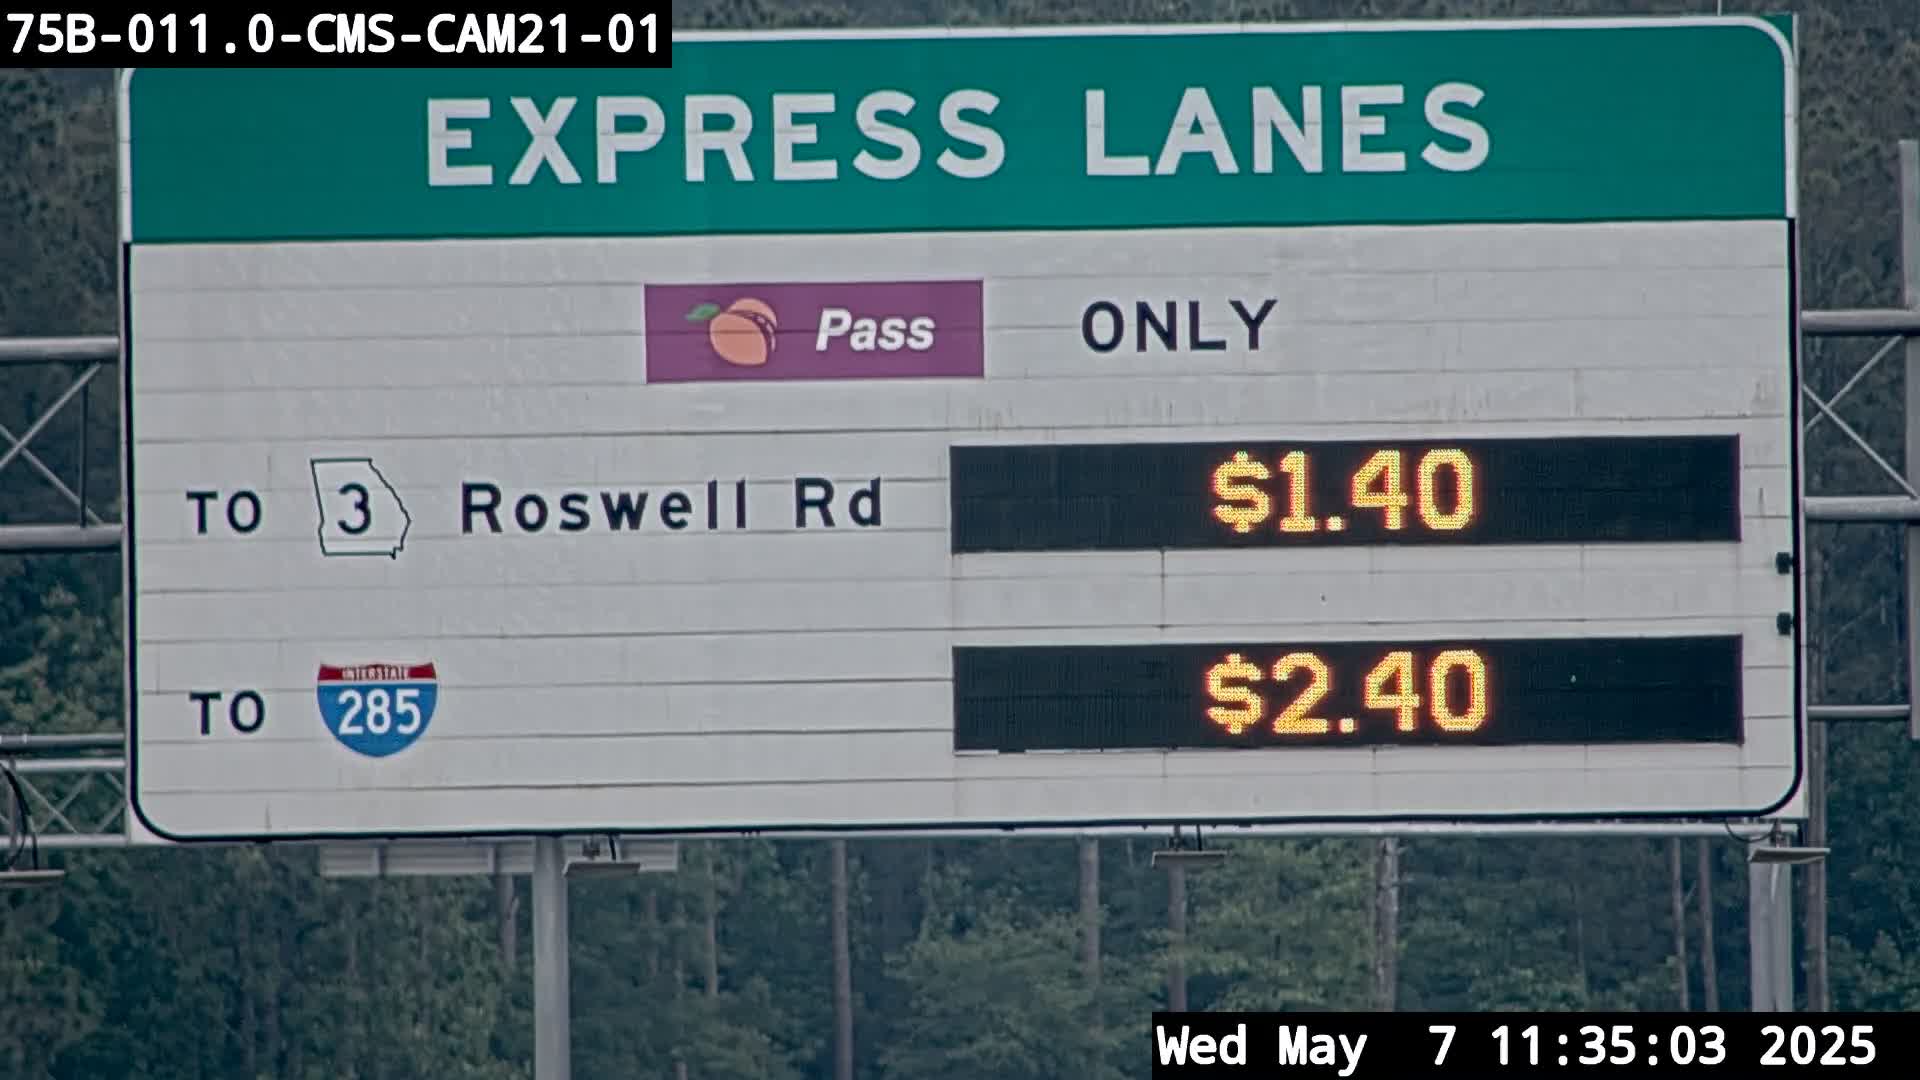 75B-011.0-CMS-CAM21-01
EXPRESS LANES
Pass ONLY
TO 3 Roswell Rd $1.40
INTERSTATE
TO 285 $2.40
Wed May 7 11:35:03 2025